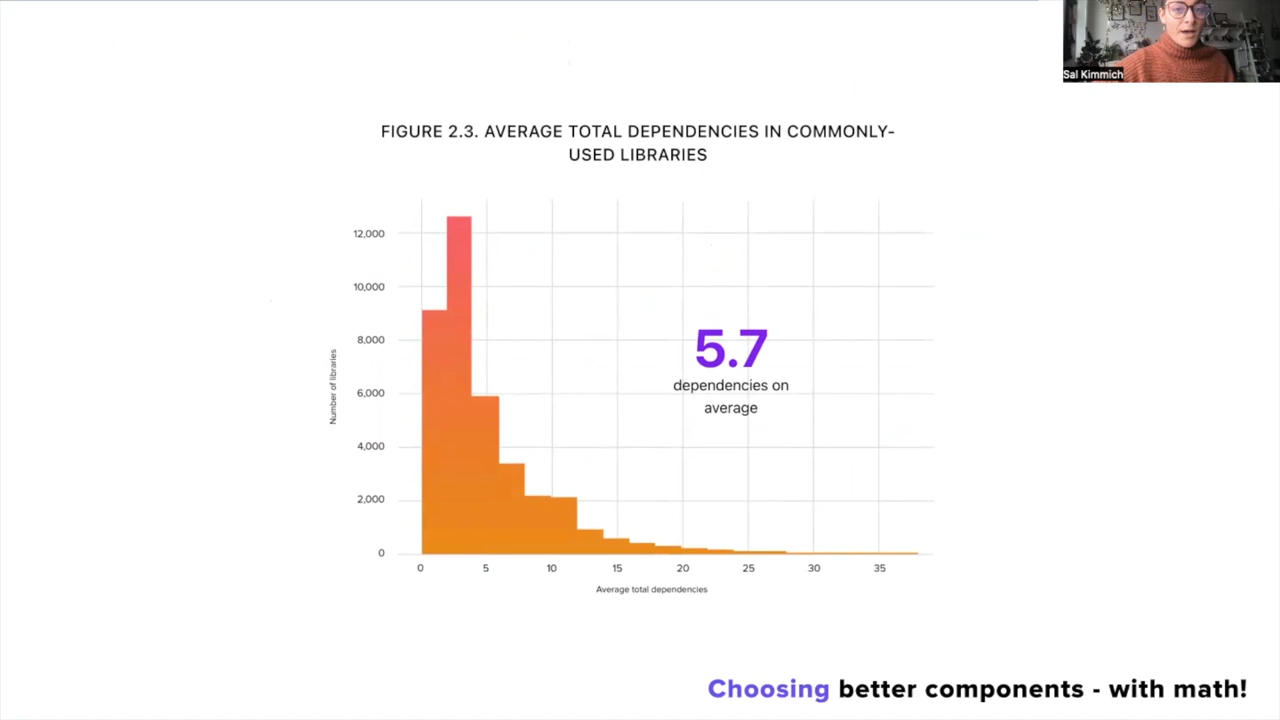 Sal Kimmich
FIGURE 2.3. AVERAGE TOTAL DEPENDENCIES IN COMMONLY-
USED LIBRARIES
Number of libraries
12,000
10,000
8,000
6,000
4,000
2,000
0
5.7
dependencies on
average
0 5 10 15 20 25 30 35
Average total dependencies
Choosing better components - with math!